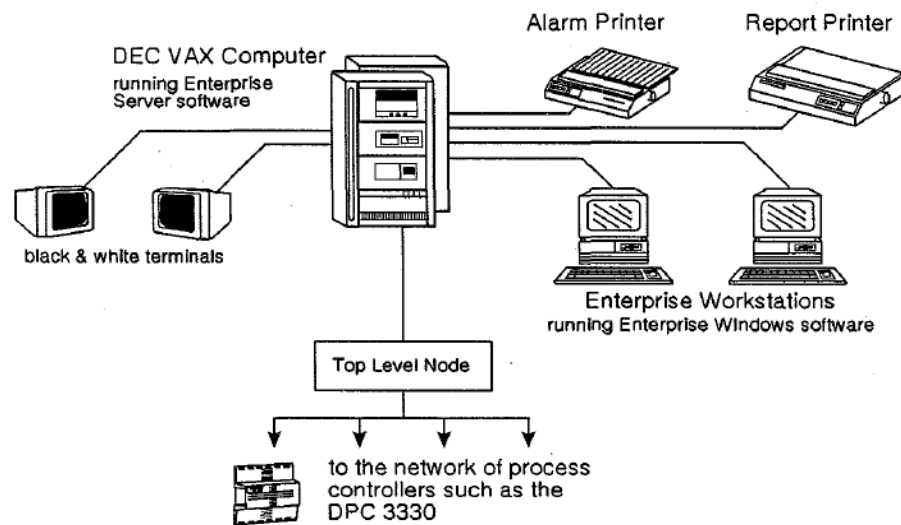 Alarm Printer
Report Printer
DEC VAX Computer
running Enterprise
Server software
black & white terminals
Enterprise Workstations
running Enterprise Windows software
Top Level Node
to the network of process
controllers such as the
DPC 3330